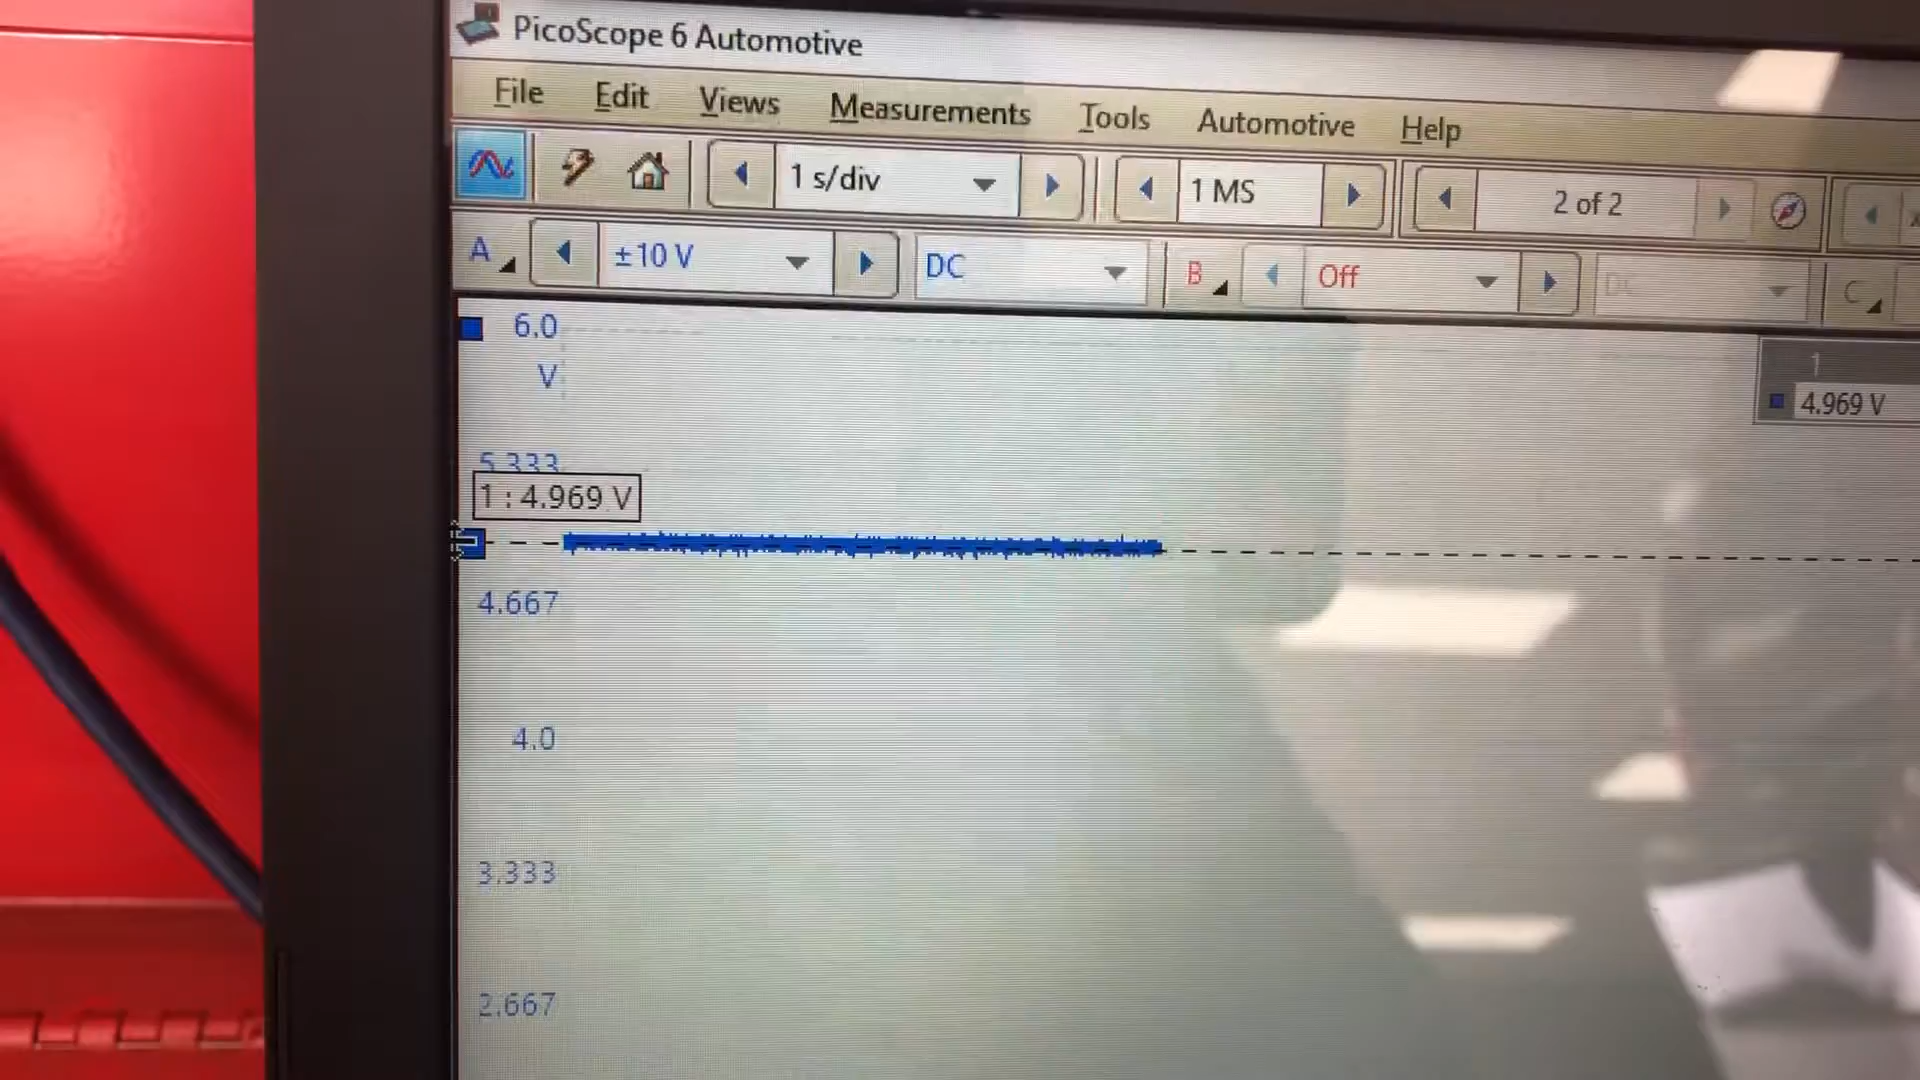 PicoScope 6 Automotive
File Edit Views Measurements Tools Automotive Help
1 s/div 1 MS 2 of 2
A ±10 V DC B Off DC C
6.0
V
1
4.969 V
5.333
1 : 4.969 V
4.667
4.0
3.333
2.667